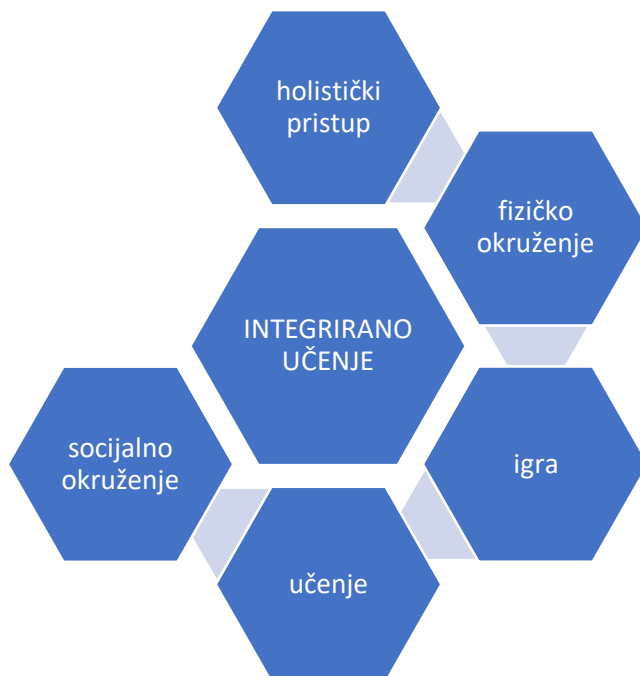 holistički
pristup
fizičko
okruženje
INTEGRIRANO
UČENJE
igra
socijalno
okruženje
učenje